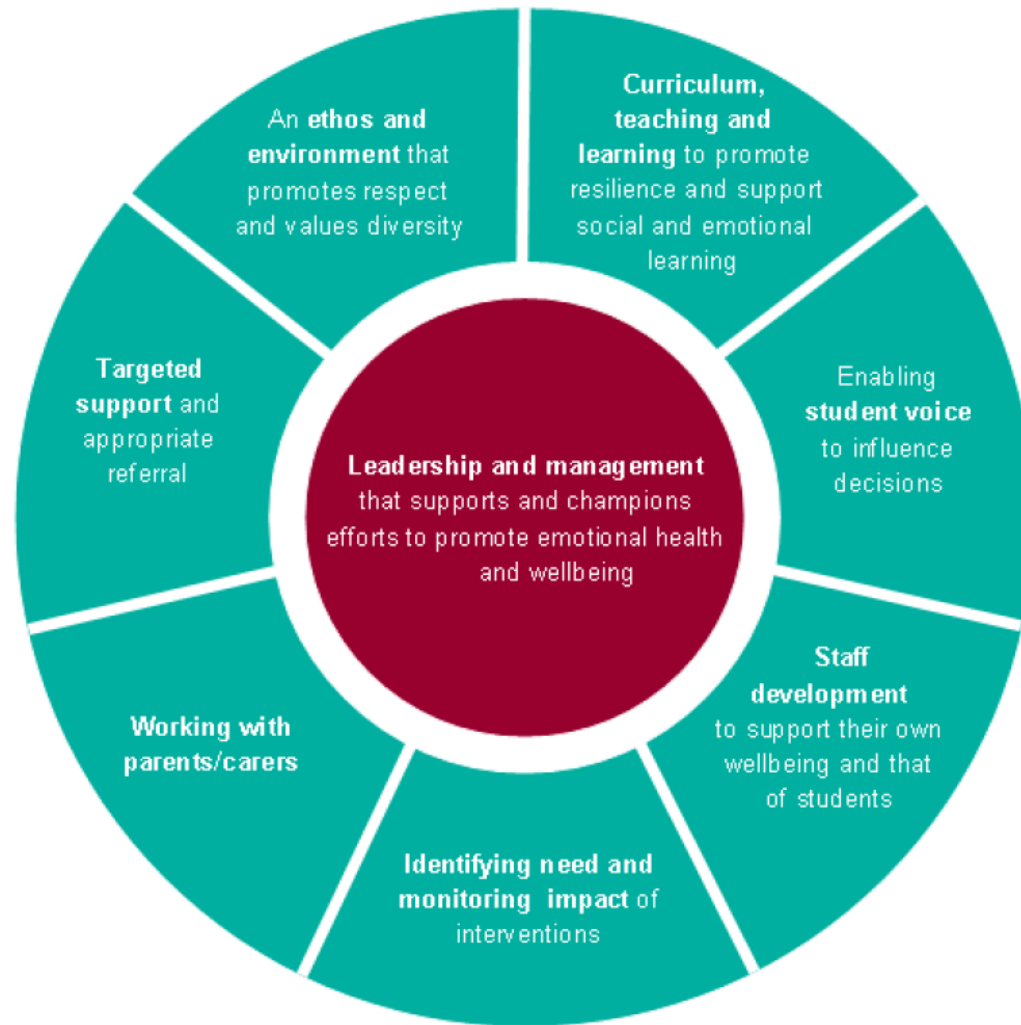 An ethos and
environment that
promotes respect
and values diversity
Curriculum,
teaching and
learning to promote
resilience and support
social and emotional
learning
Enabling
student voice
to influence
decisions
Staff
development
to support their own
wellbeing and that
of students
Identifying need and
monitoring impact of
interventions
Working with
parents/carers
Targeted
support and
appropriate
referral
Leadership and management
that supports and champions
efforts to promote emotional health
and wellbeing